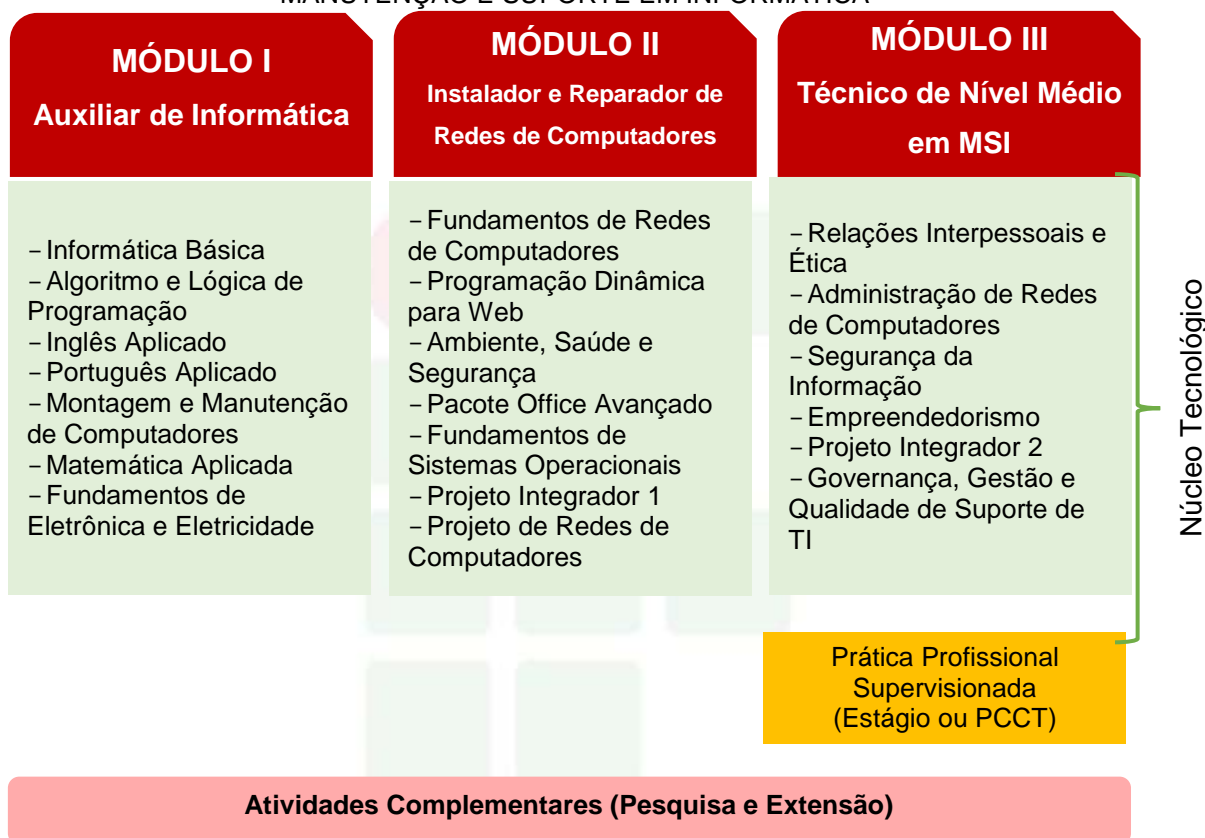 MANUTENÇÃO E SUPORTE EM INFORMÁTICA
MÓDULO I
Auxiliar de Informática
– Informática Básica
– Algoritmo e Lógica de
Programação
– Inglês Aplicado
– Português Aplicado
– Montagem e Manutenção
de Computadores
– Matemática Aplicada
– Fundamentos de
Eletrônica e Eletricidade
MÓDULO II
Instalador e Reparador de
Redes de Computadores
– Fundamentos de Redes
de Computadores
– Programação Dinâmica
para Web
– Ambiente, Saúde e
Segurança
– Pacote Office Avançado
– Fundamentos de
Sistemas Operacionais
– Projeto Integrador 1
– Projeto de Redes de
Computadores
MÓDULO III
Técnico de Nível Médio
em MSI
– Relações Interpessoais e
Ética
– Administração de Redes
de Computadores
– Segurança da
Informação
– Empreendedorismo
– Projeto Integrador 2
– Governança, Gestão e
Qualidade de Suporte de
TI
Prática Profissional
Supervisionada
(Estágio ou PCCT)
Núcleo Tecnológico
Atividades Complementares (Pesquisa e Extensão)